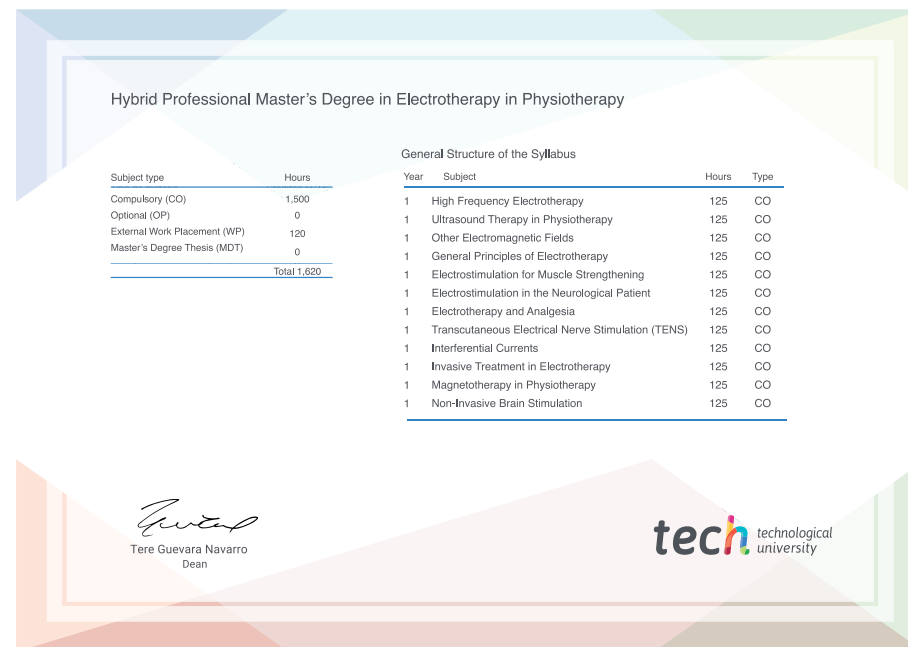 Hybrid Professional Master's Degree in Electrotherapy in Physiotherapy
Subject type Hours
Compulsory (CO) 1,500
Optional (OP) 0
External Work Placement (WP) 120
Master's Degree Thesis (MDT) 0
Total 1,620
General Structure of the Syllabus
Year Subject Hours Type
1 High Frequency Electrotherapy 125 CO
1 Ultrasound Therapy in Physiotherapy 125 CO
1 Other Electromagnetic Fields 125 CO
1 General Principles of Electrotherapy 125 CO
1 Electrostimulation for Muscle Strengthening 125 CO
1 Electrostimulation in the Neurological Patient 125 CO
1 Electrotherapy and Analgesia 125 CO
1 Transcutaneous Electrical Nerve Stimulation (TENS) 125 CO
1 Interferential Currents 125 CO
1 Invasive Treatment in Electrotherapy 125 CO
1 Magnetotherapy in Physiotherapy 125 CO
1 Non-Invasive Brain Stimulation 125 CO
Tere Guevara Navarro
Dean
tech technological
university